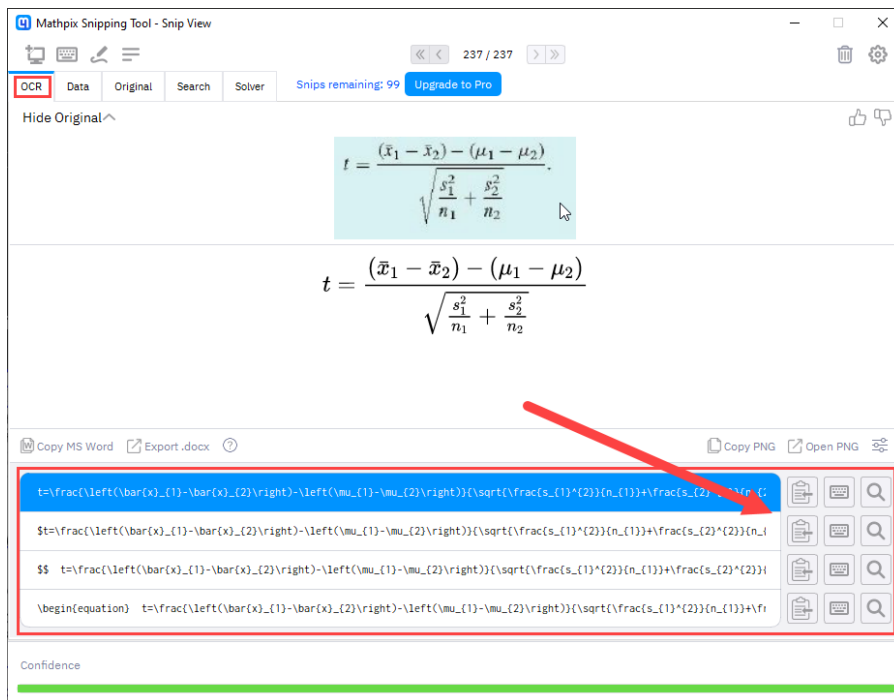 Mathpix Snipping Tool - Snip View
237 / 237
OCR Data Original Search Solver Snips remaining: 99 Upgrade to Pro
Hide Original
t = \frac{(\bar{x}_1 - \bar{x}_2) - (\mu_1 - \mu_2)}{\sqrt{\frac{s_1^2}{n_1} + \frac{s_2^2}{n_2}}}.
t = \frac{(\bar{x}_1 - \bar{x}_2) - (\mu_1 - \mu_2)}{\sqrt{\frac{s_1^2}{n_1} + \frac{s_2^2}{n_2}}}
Copy MS Word Export .docx Copy PNG Open PNG
t=\frac{\left(\bar{x}_{1}-\bar{x}_{2}\right)-\left(\mu_{1}-\mu_{2}\right)}{\sqrt{\frac{s_{1}^{2}}{n_{1}}+\frac{s_{2}
$t=\frac{\left(\bar{x}_{1}-\bar{x}_{2}\right)-\left(\mu_{1}-\mu_{2}\right)}{\sqrt{\frac{s_{1}^{2}}{n_{1}}+\frac{s_{2}^{2}}{n_{
$$ t=\frac{\left(\bar{x}_{1}-\bar{x}_{2}\right)-\left(\mu_{1}-\mu_{2}\right)}{\sqrt{\frac{s_{1}^{2}}{n_{1}}+\frac{s_{2}^{2}}{
\begin{equation} t=\frac{\left(\bar{x}_{1}-\bar{x}_{2}\right)-\left(\mu_{1}-\mu_{2}\right)}{\sqrt{\frac{s_{1}^{2}}{n_{1}}+\fr
Confidence